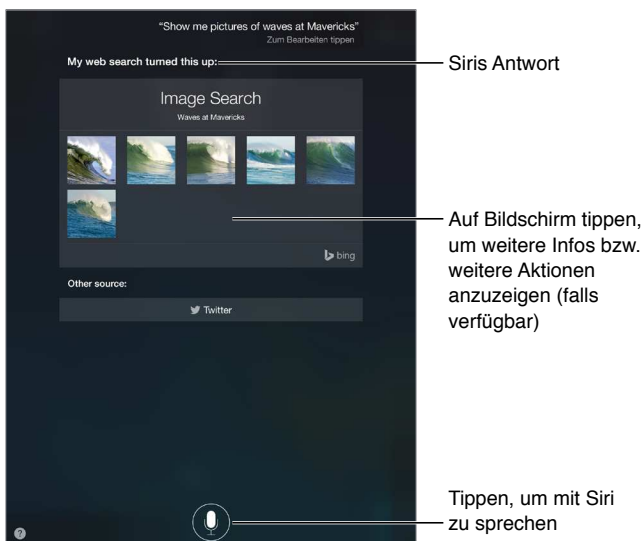 “Show me pictures of waves at Mavericks”
Zum Bearbeiten tippen
My web search turned this up:
Siris Antwort
Image Search
Waves at Mavericks
Auf Bildschirm tippen,
um weitere Infos bzw.
weitere Aktionen
anzuzeigen (falls
verfügbar)
bing
Other source:
Twitter
Tippen, um mit Siri
zu sprechen
?